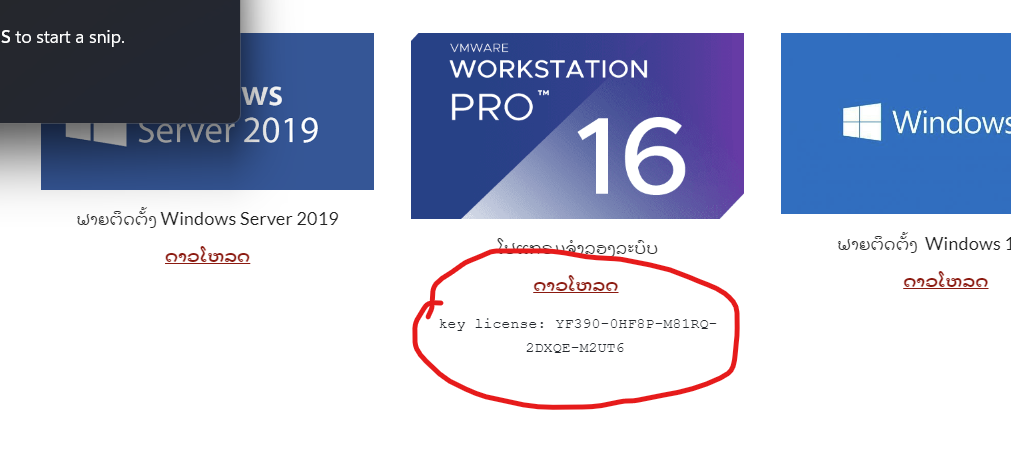 S to start a snip.
ws
Server 2019
ຟາຍຕິດຕັ້ງ Windows Server 2019
ດາວໂຫລດ
VMWARE
WORKSTATION
PRO™
16
ໂປແກຣມຈຳລອງລະບົບ
ດາວໂຫລດ
key license: YF390-0HF8P-M81RQ-
2DXQE-M2UT6
Windows
ຟາຍຕິດຕັ້ງ Windows 1
ດາວໂຫລດ